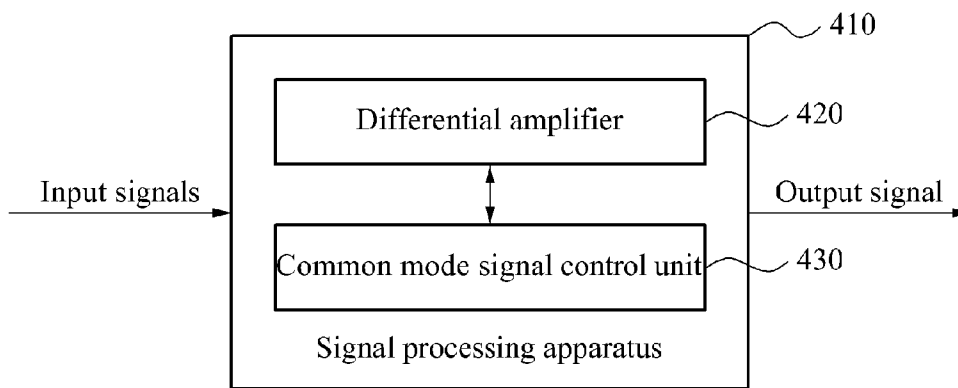 410
Differential amplifier
420
Input signals
Output signal
Common mode signal control unit
430
Signal processing apparatus